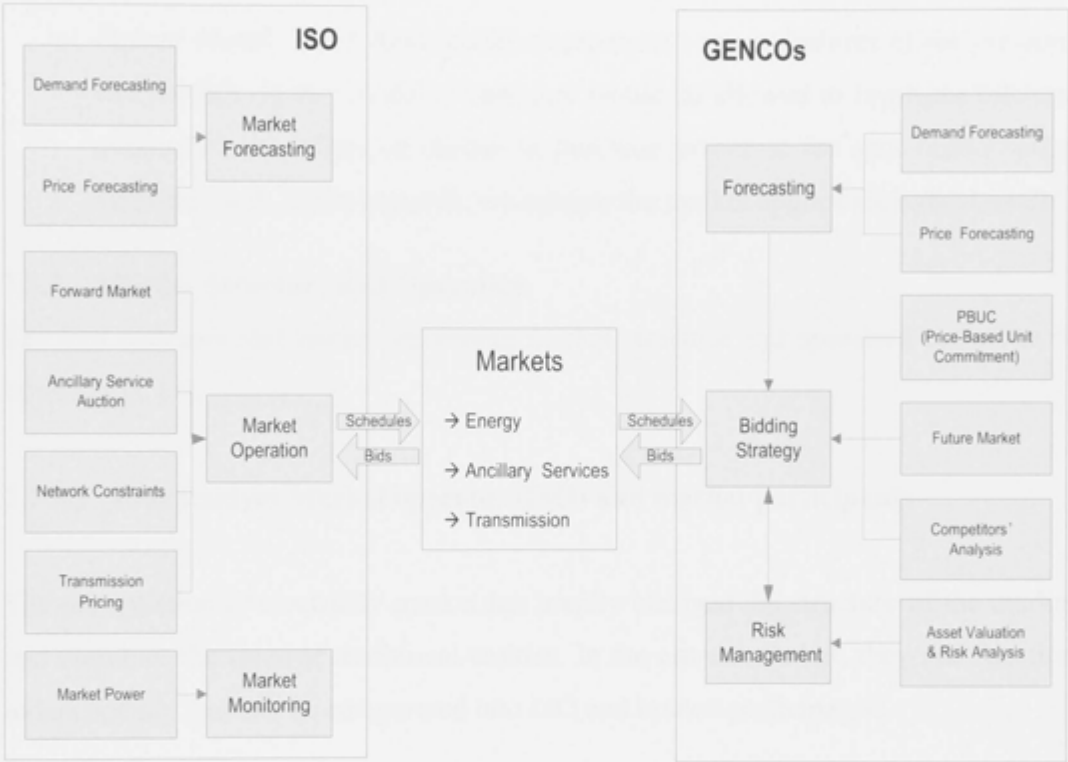 ISO
Demand Forecasting
Price Forecasting
Market
Forecasting
Forward Market
Ancillary Service
Auction
Network Constraints
Transmission
Pricing
Market
Operation
Market Power
Market
Monitoring
Schedules
Bids
Markets
→ Energy
→ Ancillary Services
→ Transmission
Schedules
Bids
GENCOs
Forecasting
Demand Forecasting
Price Forecasting
PBUC
(Price-Based Unit
Commitment)
Bidding
Strategy
Future Market
Competitors'
Analysis
Risk
Management
Asset Valuation
& Risk Analysis